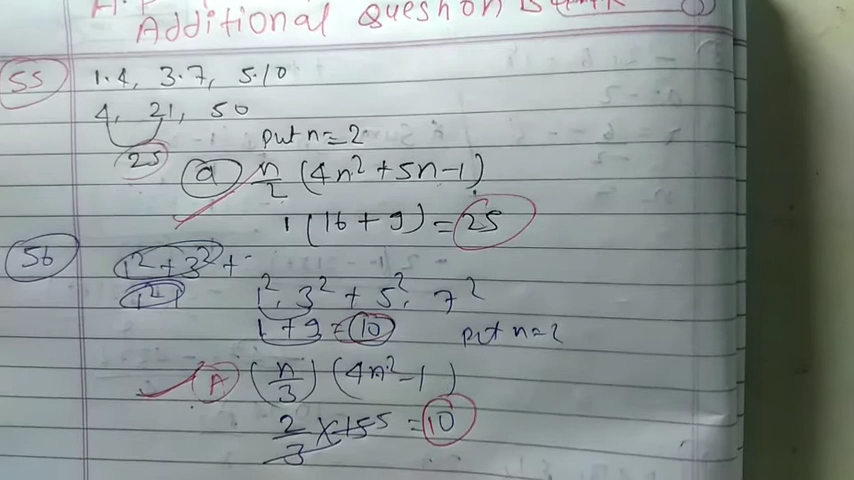 A.P
Additional Question Bank
55 1.4, 3.7, 5.10
4, 21, 50
put n=2
25
a n/2 (4n²+5n-1)
1(16+9)=25
56 1²+3²+
1², 3²+5², 7²
1+9=10 put n=2
A (n/3) (4n²-1)
2/3 × 15 5 =10